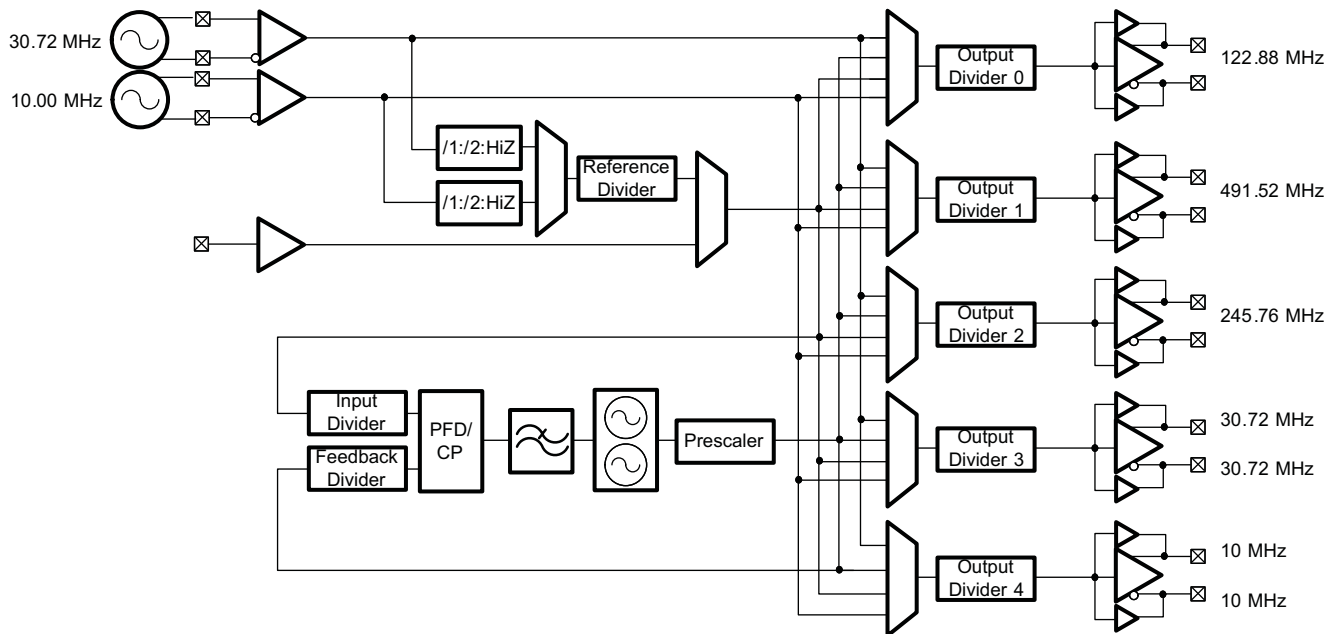 30.72 MHz
10.00 MHz
/1:/2:HiZ
/1:/2:HiZ
Reference
Divider
Input
Divider
Feedback
Divider
PFD/
CP
Prescaler
Output
Divider 0
122.88 MHz
Output
Divider 1
491.52 MHz
Output
Divider 2
245.76 MHz
Output
Divider 3
30.72 MHz
30.72 MHz
Output
Divider 4
10 MHz
10 MHz